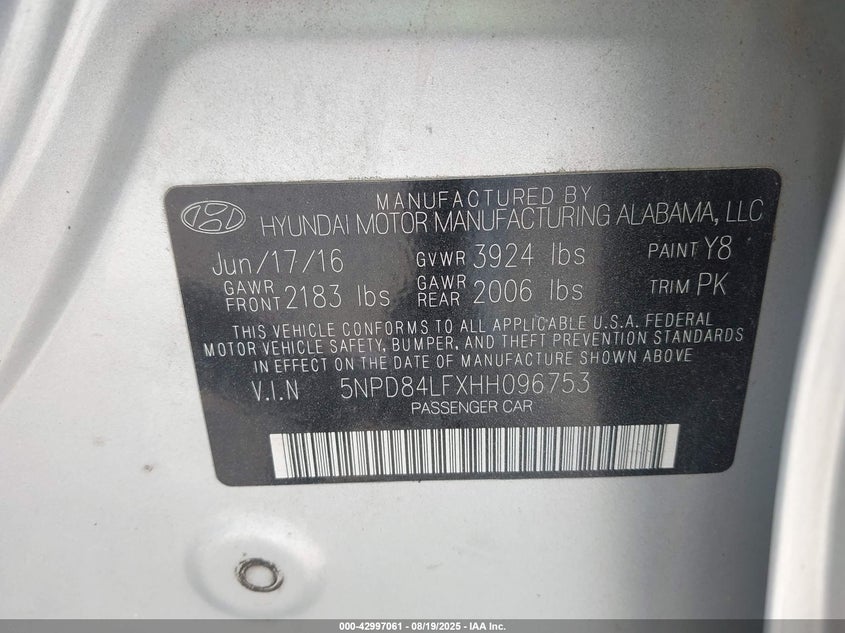 MANUFACTURED BY
HYUNDAI MOTOR MANUFACTURING ALABAMA, LLC
Jun/17/16 GVWR 3924 lbs PAINT Y8
GAWR FRONT 2183 lbs GAWR REAR 2006 lbs TRIM PK
THIS VEHICLE CONFORMS TO ALL APPLICABLE U.S.A. FEDERAL
MOTOR VEHICLE SAFETY, BUMPER, AND THEFT PREVENTION STANDARDS
IN EFFECT ON THE DATE OF MANUFACTURE SHOWN ABOVE
V.I.N 5NPD84LFXHH096753
PASSENGER CAR
000-42997061 - 08/19/2025 - IAA Inc.